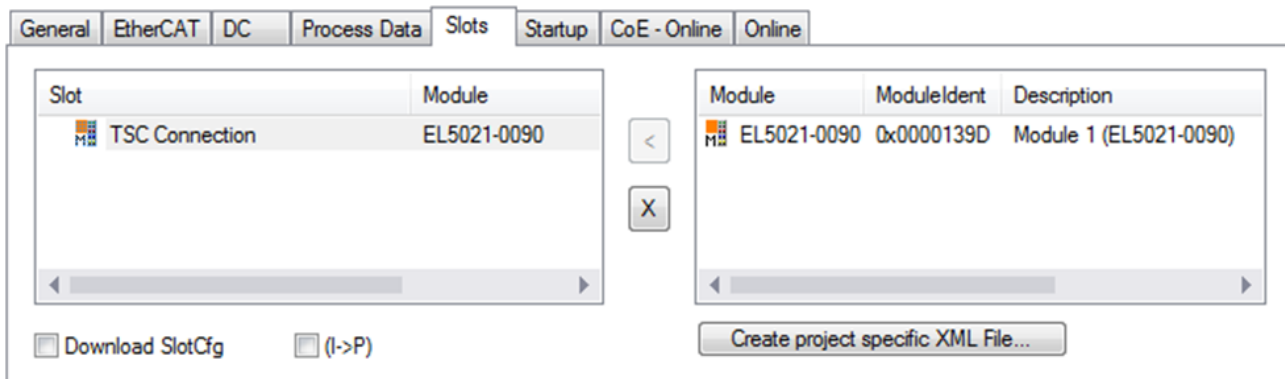 General EtherCAT DC Process Data Slots Startup CoE - Online Online
Slot Module
TSC Connection EL5021-0090
<
X
Module ModuleIdent Description
EL5021-0090 0x0000139D Module 1 (EL5021-0090)
Download SlotCfg (I->P)
Create project specific XML File...